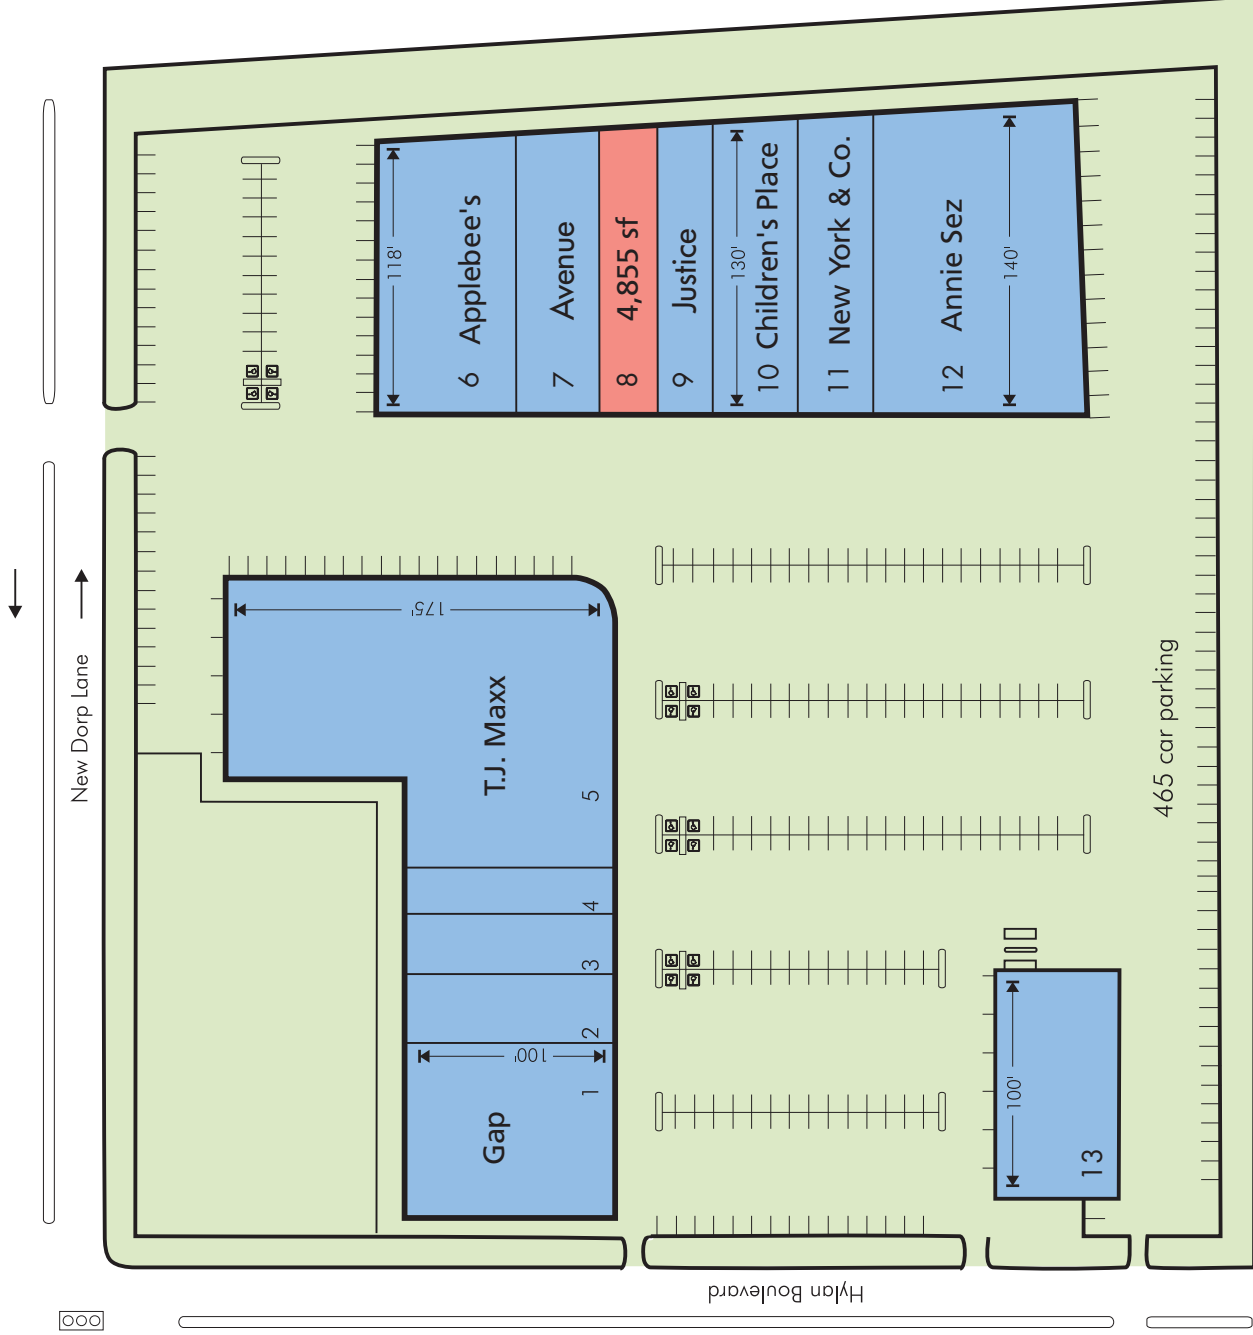 New Dorp Lane
118'
6 Applebee's
7 Avenue
8 4,855 sf
9 Justice
130'
10 Children's Place
11 New York & Co.
12 Annie Sez
140'
175'
T.J. Maxx
5
4
3
2
100'
1
Gap
100'
13
465 car parking
Hylan Boulevard